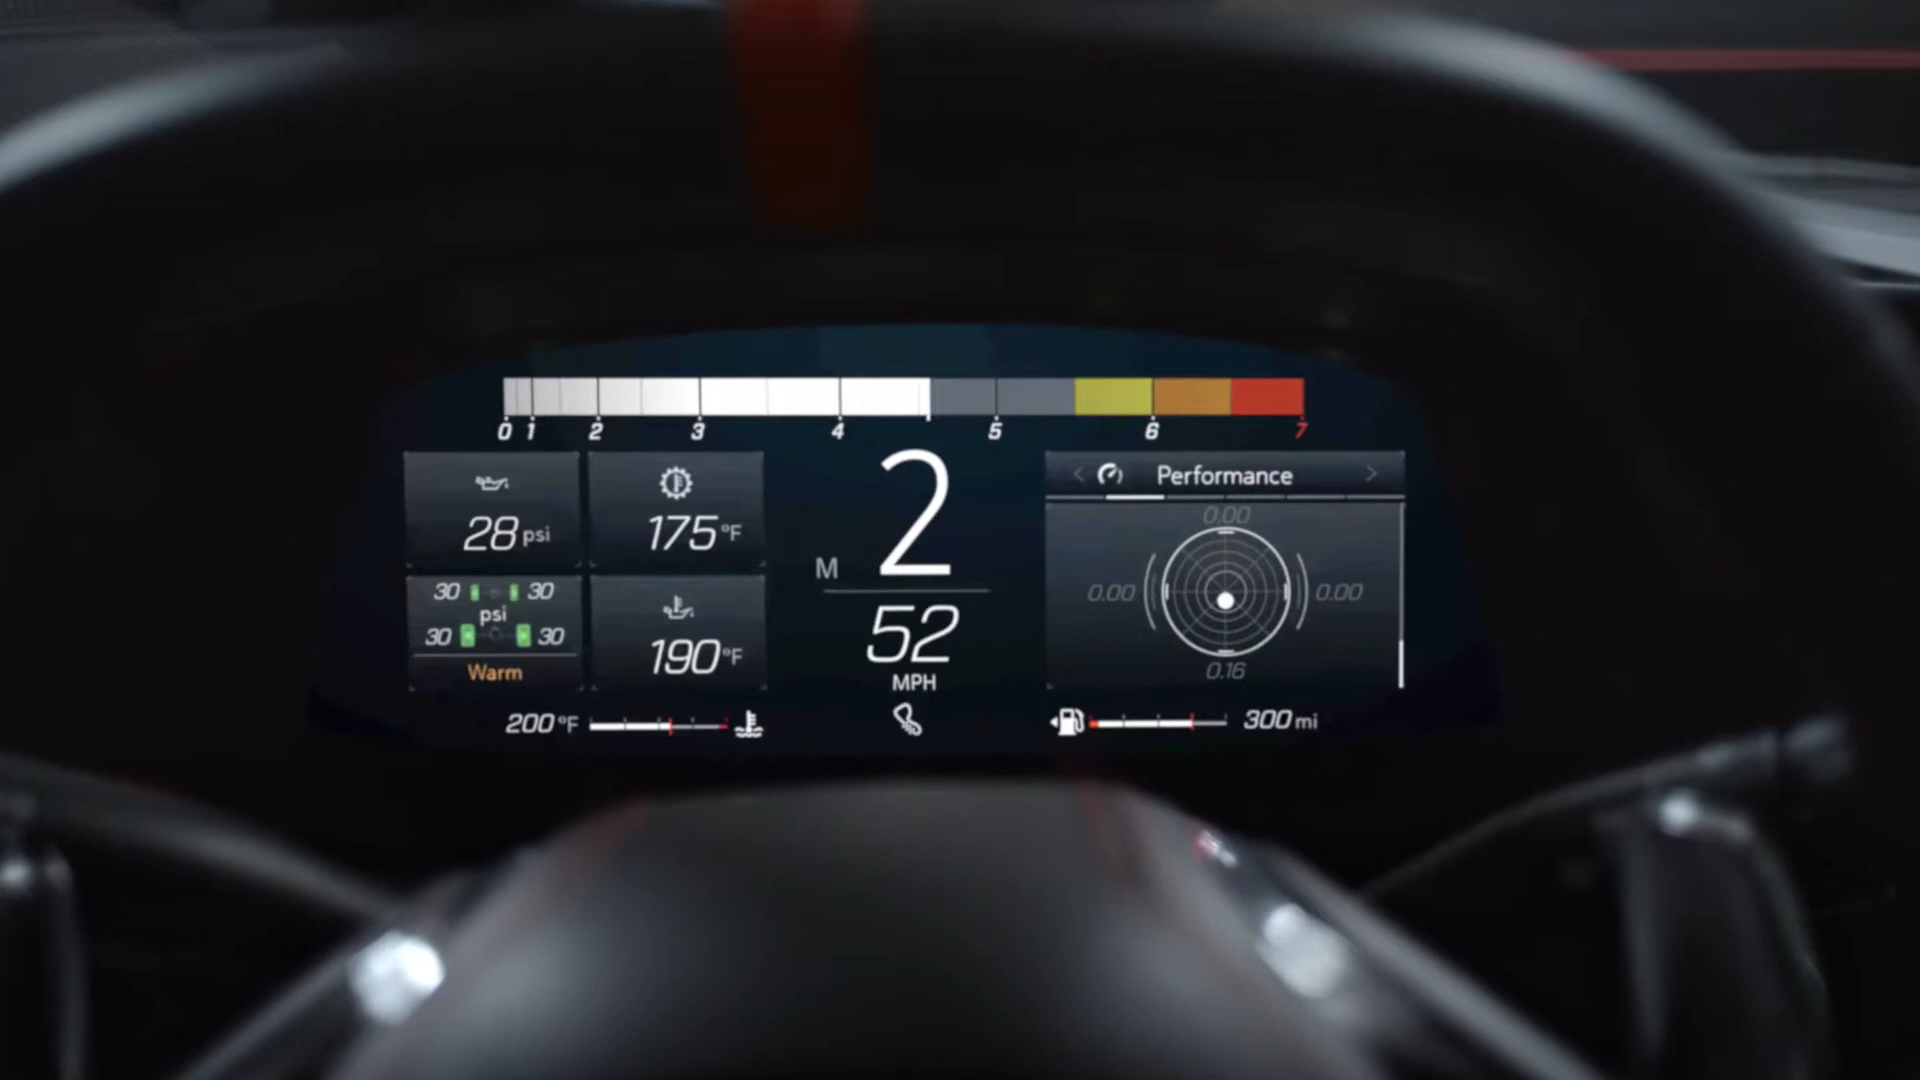 0 1 2 3 4 5 6 7
28 psi
175 °F
2
M
< Performance >
0.00
0.00 0.00
0.16
30 30
psi
30 30
Warm
190 °F
52
MPH
200 °F
300 mi